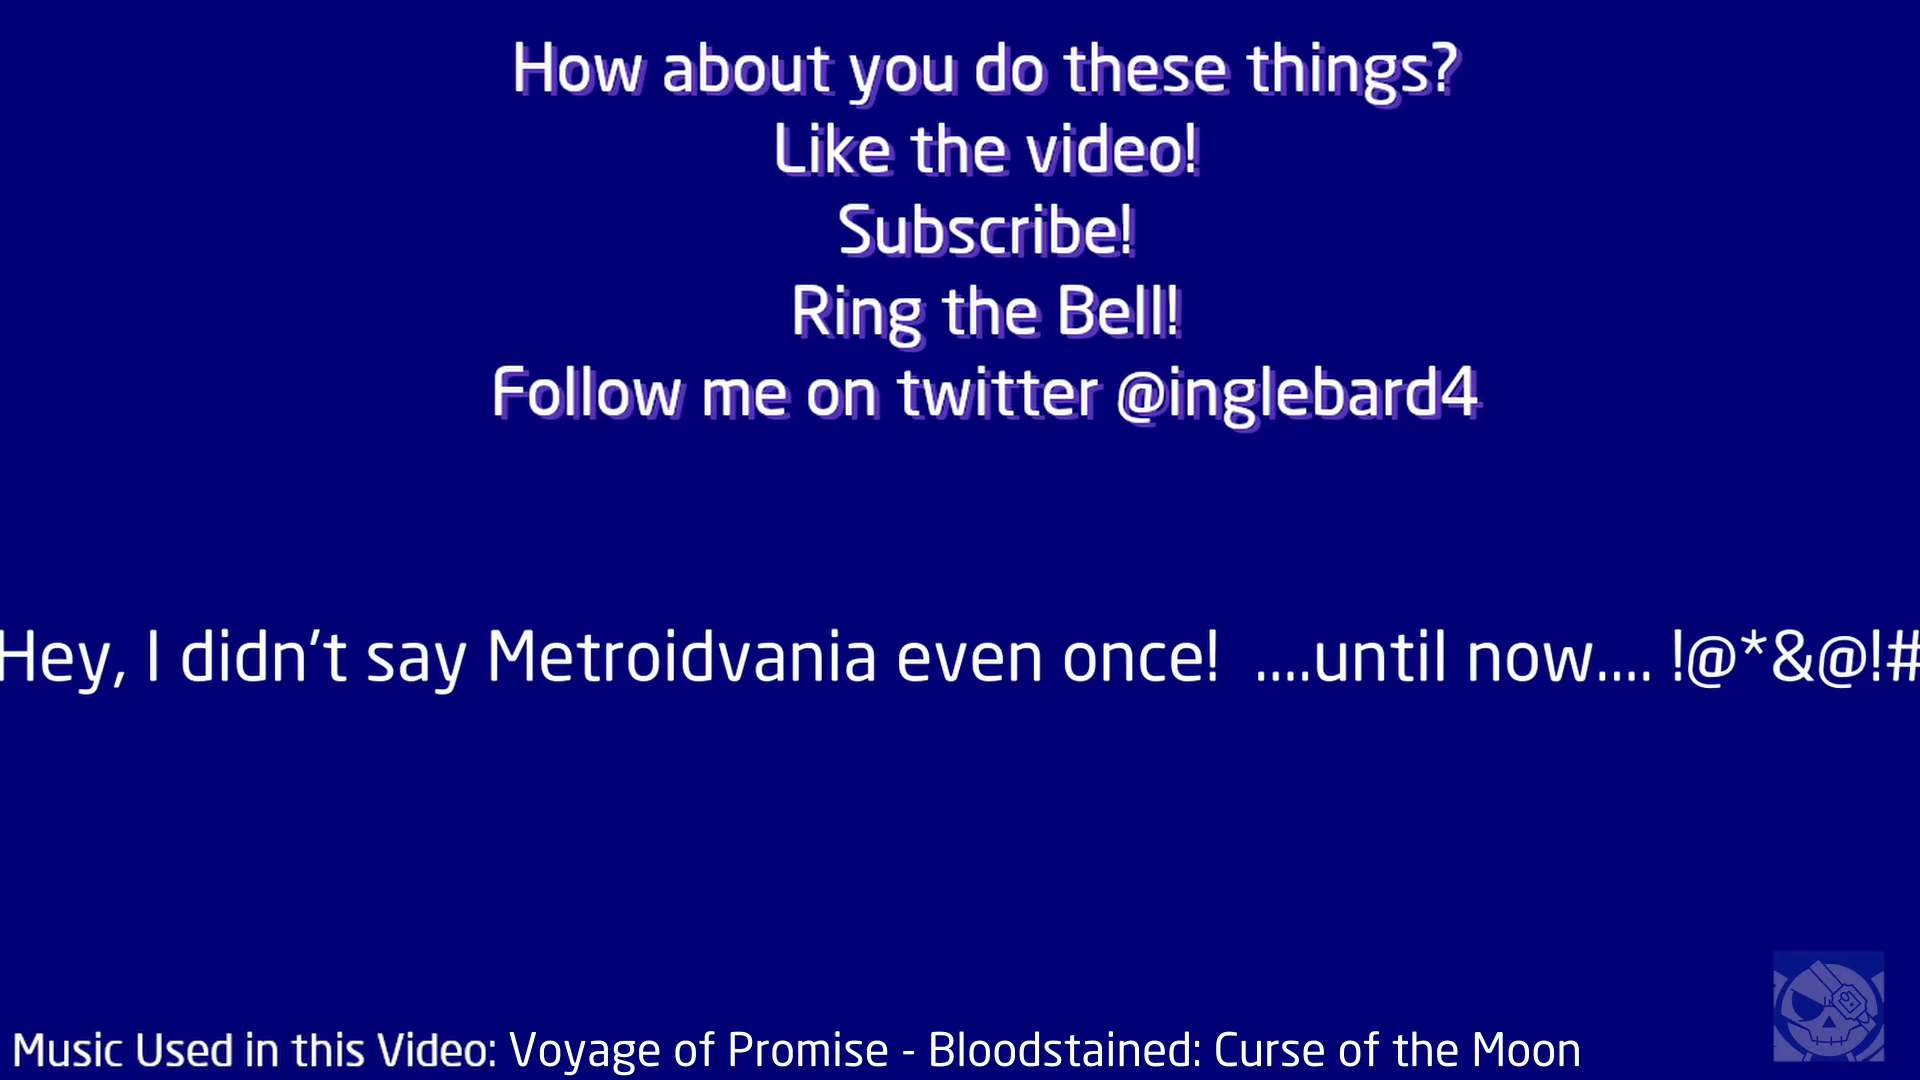 How about you do these things?
Like the video!
Subscribe!
Ring the Bell!
Follow me on twitter @inglebard4
Hey, I didn't say Metroidvania even once!  ....until now.... !@*&@!#
Music Used in this Video: Voyage of Promise - Bloodstained: Curse of the Moon